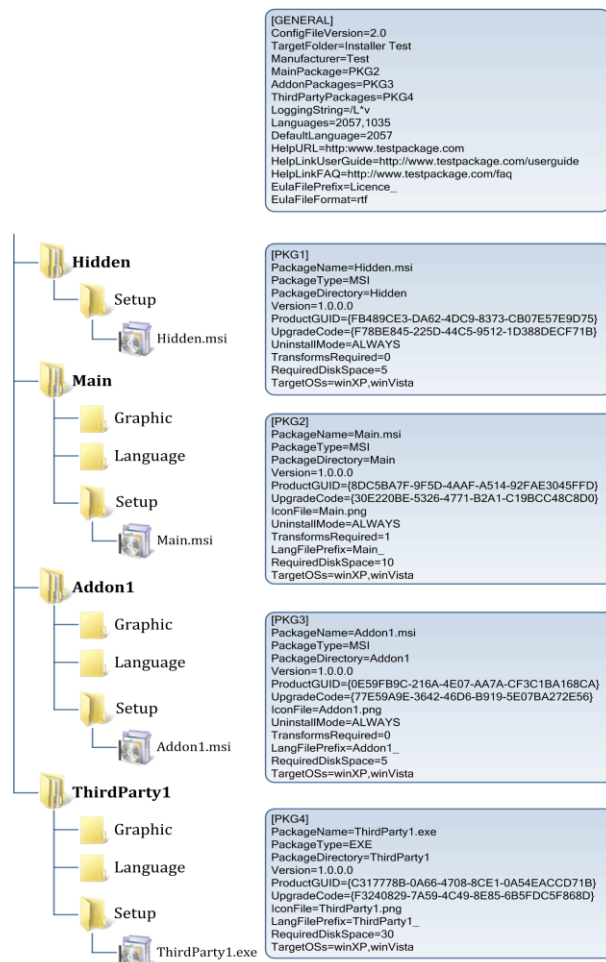 [GENERAL]
ConfigFileVersion=2.0
TargetFolder=Installer Test
Manufacturer=Test
MainPackage=PKG2
AddonPackages=PKG3
ThirdPartyPackages=PKG4
LoggingString=/L*v
Languages=2057,1035
DefaultLanguage=2057
HelpURL=http:www.testpackage.com
HelpLinkUserGuide=http://www.testpackage.com/userguide
HelpLinkFAQ=http://www.testpackage.com/faq
EulaFilePrefix=Licence_
EulaFileFormat=rtf
Hidden
Setup
Hidden.msi
[PKG1]
PackageName=Hidden.msi
PackageType=MSI
PackageDirectory=Hidden
Version=1.0.0.0
ProductGUID={FB489CE3-DA62-4DC9-8373-CB07E57E9D75}
UpgradeCode={F78BE845-225D-44C5-9512-1D388DECF71B}
UninstallMode=ALWAYS
TransformsRequired=0
RequiredDiskSpace=5
TargetOSs=winXP,winVista
Main
Graphic
Language
Setup
Main.msi
[PKG2]
PackageName=Main.msi
PackageType=MSI
PackageDirectory=Main
Version=1.0.0.0
ProductGUID={8DC5BA7F-9F5D-4AAF-A514-92FAE3045FFD}
UpgradeCode={30E220BE-5326-4771-B2A1-C19BCC48C8D0}
IconFile=Main.png
UninstallMode=ALWAYS
TransformsRequired=1
LangFilePrefix=Main_
RequiredDiskSpace=10
TargetOSs=winXP,winVista
Addon1
Graphic
Language
Setup
Addon1.msi
[PKG3]
PackageName=Addon1.msi
PackageType=MSI
PackageDirectory=Addon1
Version=1.0.0.0
ProductGUID={0E59FB9C-216A-4E07-AA7A-CF3C1BA168CA}
UpgradeCode={77E59A9E-3642-46D6-B919-5E07BA272E56}
IconFile=Addon1.png
UninstallMode=ALWAYS
TransformsRequired=0
LangFilePrefix=Addon1_
RequiredDiskSpace=5
TargetOSs=winXP,winVista
ThirdParty1
Graphic
Language
Setup
ThirdParty1.exe
[PKG4]
PackageName=ThirdParty1.exe
PackageType=EXE
PackageDirectory=ThirdParty1
Version=1.0.0.0
ProductGUID={C317778B-0A66-4708-8CE1-0A54EACCD71B}
UpgradeCode={F3240829-7A59-4C49-8E85-6B5FDC5F868D}
IconFile=ThirdParty1.png
LangFilePrefix=ThirdParty1_
RequiredDiskSpace=30
TargetOSs=winXP,winVista